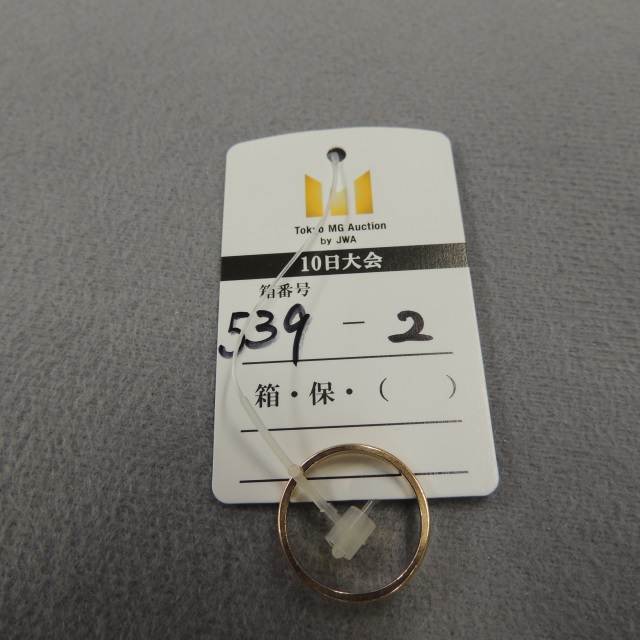 Tokyo MG Auction
by JWA
10日大会
箱番号
539 - 2
箱・保・(　　)